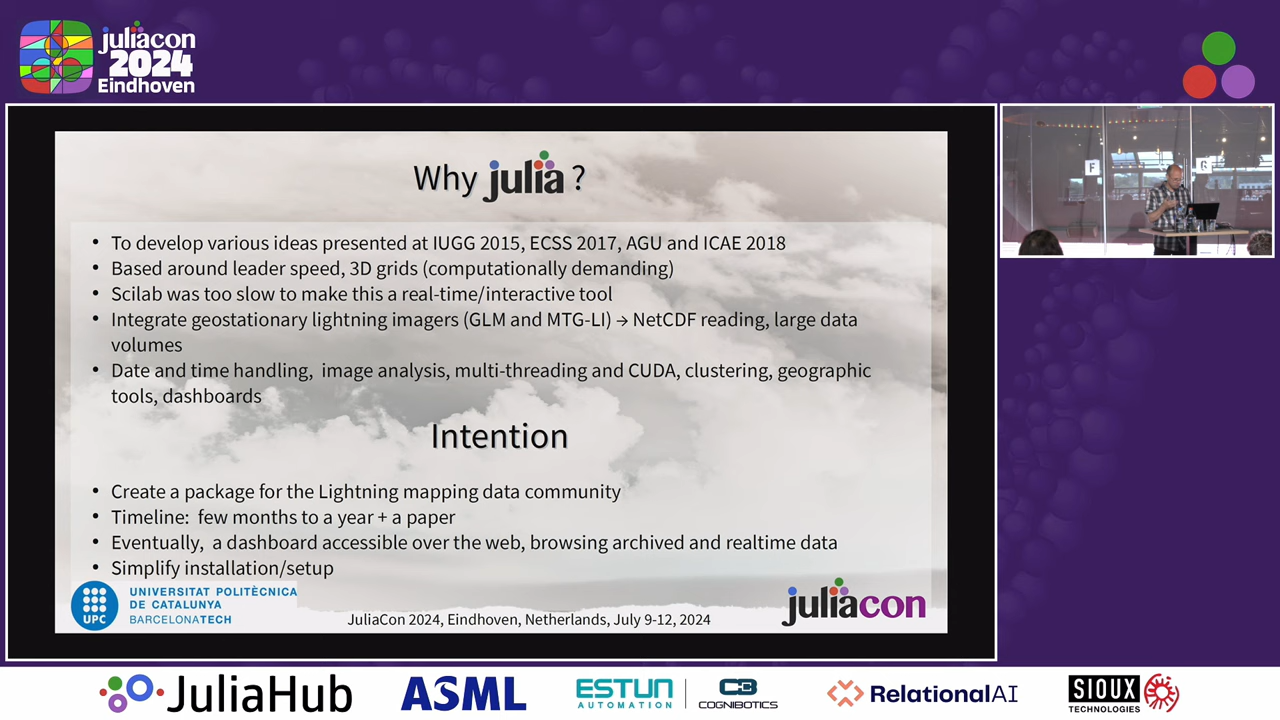 juliacon
2024
Eindhoven
Why julia ?
• To develop various ideas presented at IUGG 2015, ECSS 2017, AGU and ICAE 2018
• Based around leader speed, 3D grids (computationally demanding)
• Scilab was too slow to make this a real-time/interactive tool
• Integrate geostationary lightning imagers (GLM and MTG-LI) → NetCDF reading, large data
volumes
• Date and time handling,  image analysis, multi-threading and CUDA, clustering, geographic
tools, dashboards
Intention
• Create a package for the Lightning mapping data community
• Timeline:  few months to a year + a paper
• Eventually,  a dashboard accessible over the web, browsing archived and realtime data
• Simplify installation/setup
UPC
UNIVERSITAT POLITÈCNICA
DE CATALUNYA
BARCELONATECH
JuliaCon 2024, Eindhoven, Netherlands, July 9-12, 2024
juliacon
F
G
JuliaHub
ASML
ESTUN
AUTOMATION
C3
COGNIBOTICS
RelationalAI
SIOUX
TECHNOLOGIES